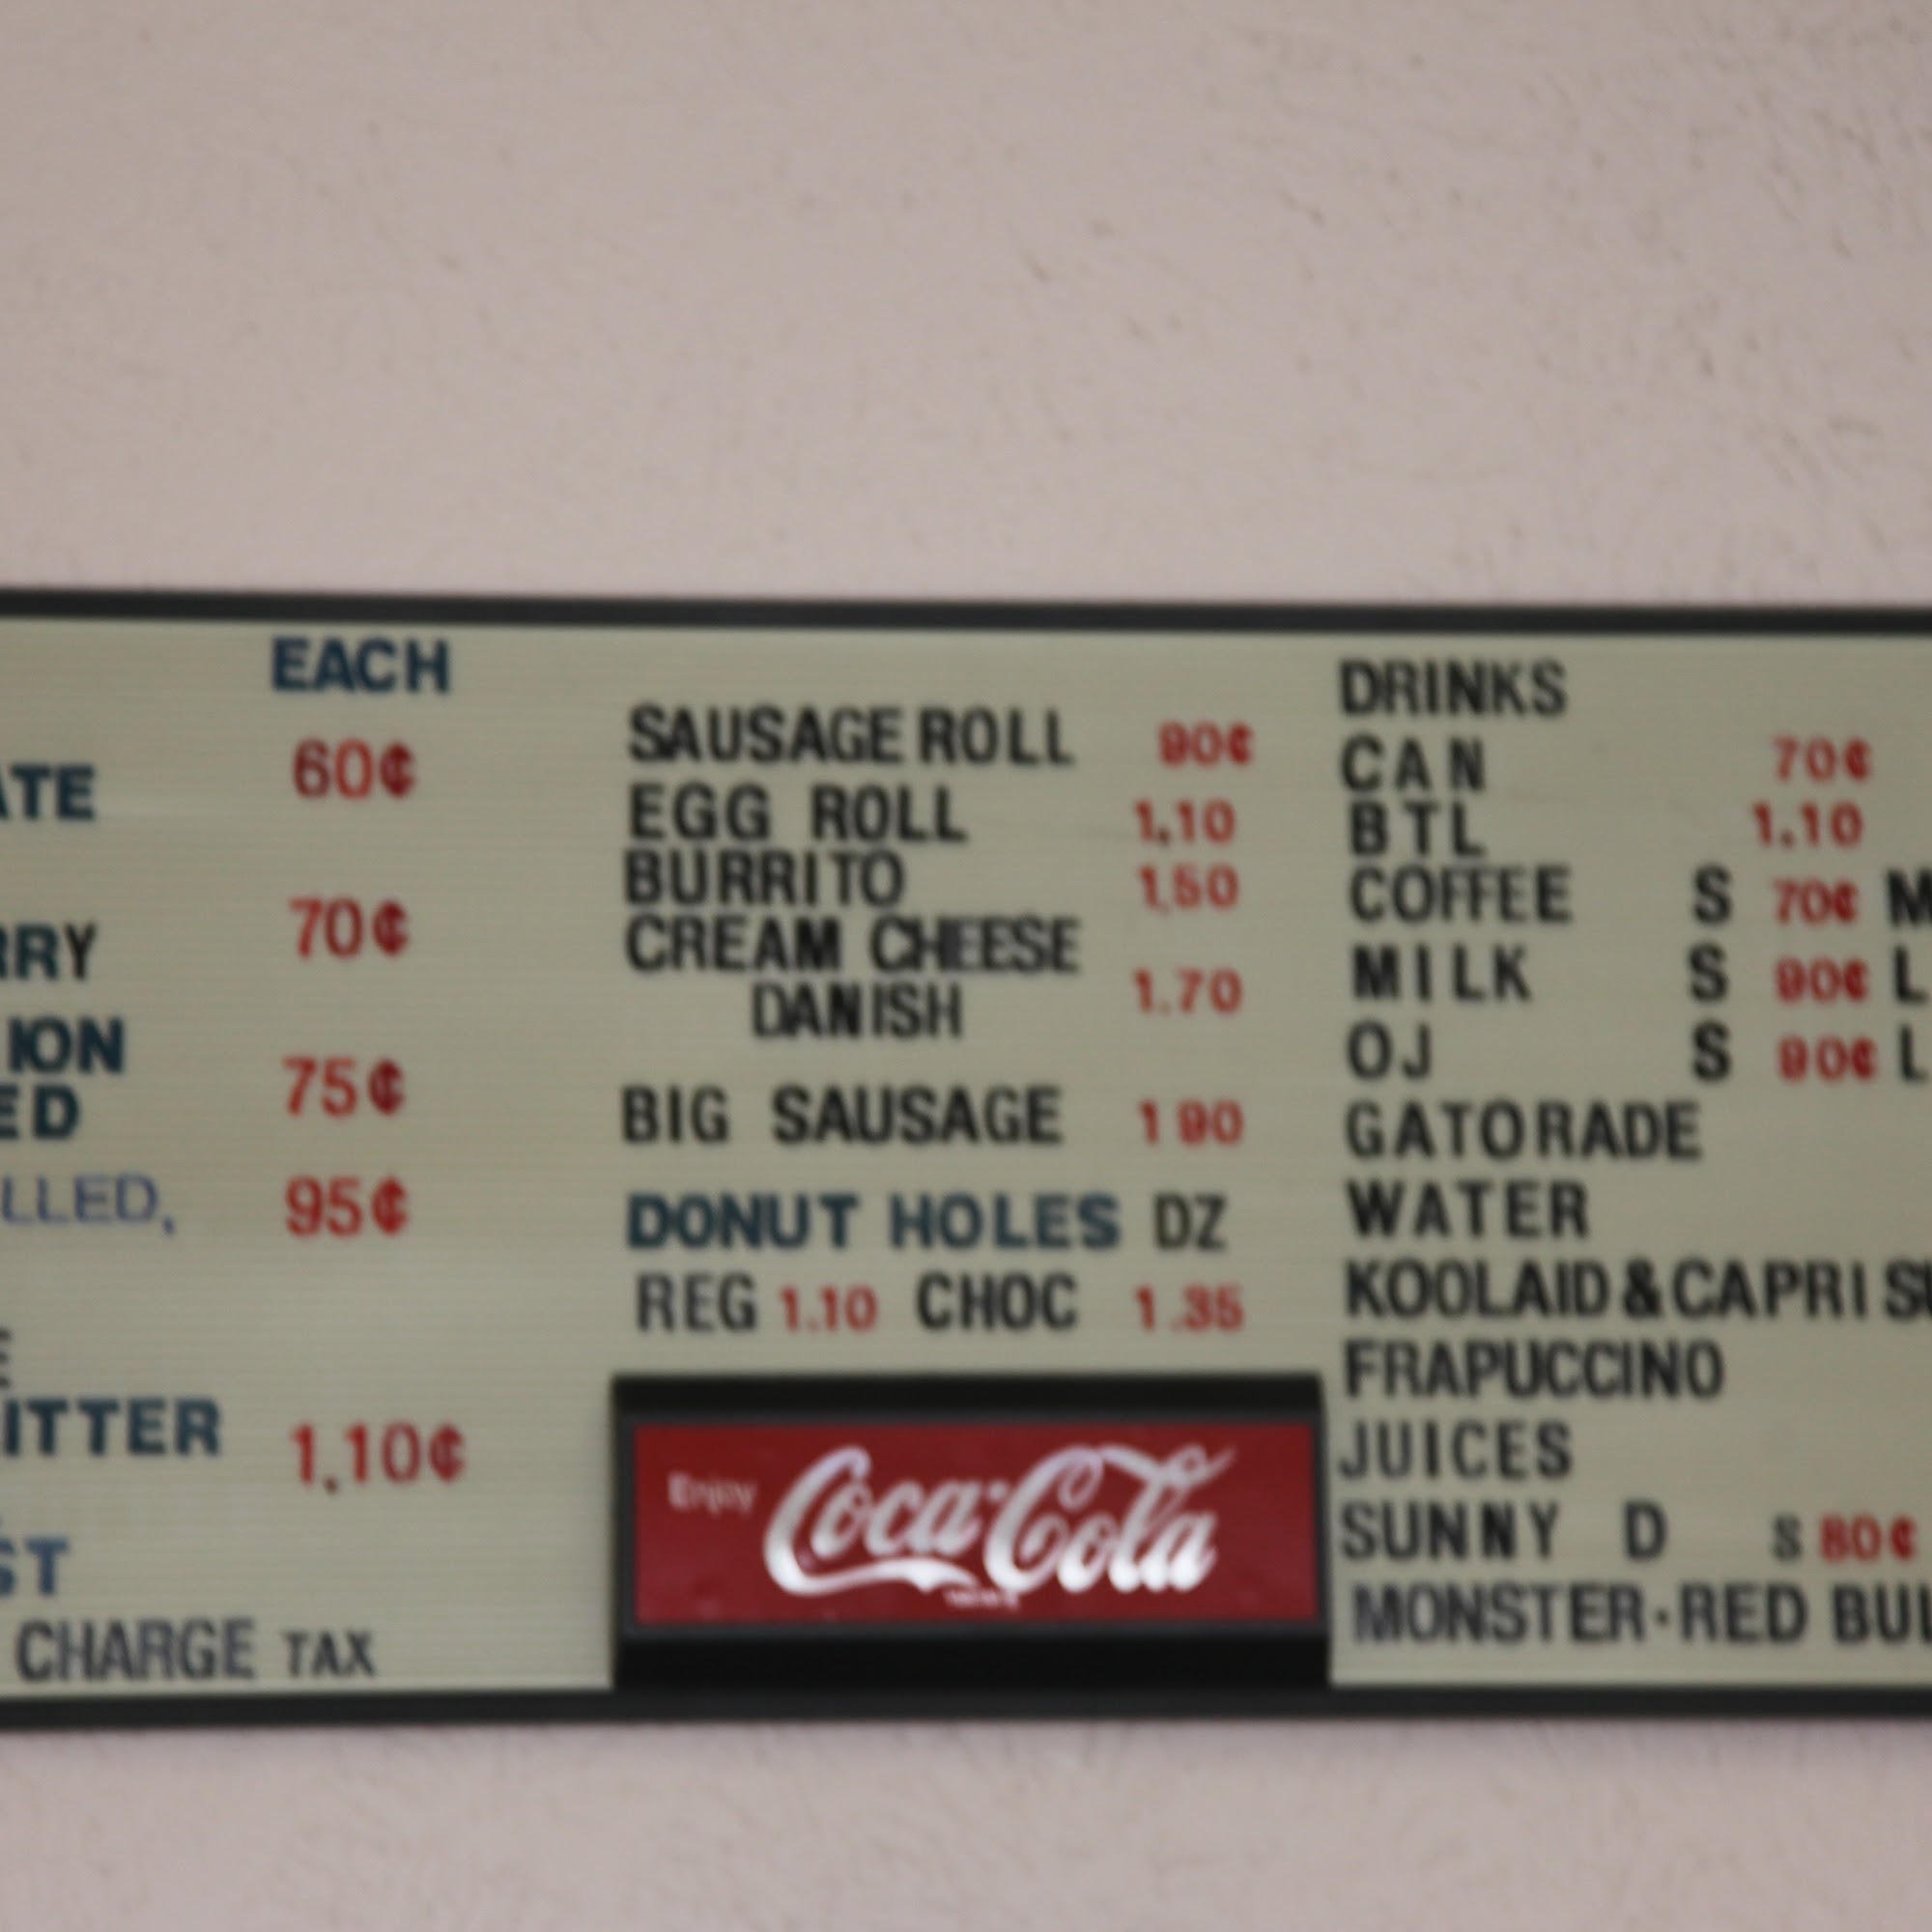 EACH
ATE 60¢
RRY 70¢
ION
ED 75¢
LLED, 95¢
E
ITTER 1.10¢
ST
CHARGE TAX
SAUSAGE ROLL 90¢
EGG ROLL 1.10
BURRITO 1.50
CREAM CHEESE
DANISH 1.70
BIG SAUSAGE 1 90
DONUT HOLES DZ
REG 1.10 CHOC 1.35
Enjoy
Coca-Cola
DRINKS
CAN 70¢
BTL 1.10
COFFEE S 70¢ M
MILK S 90¢ L
OJ S 90¢ L
GATORADE
WATER
KOOLAID & CAPRI SU
FRAPUCCINO
JUICES
SUNNY D S 80¢
MONSTER·RED BUL